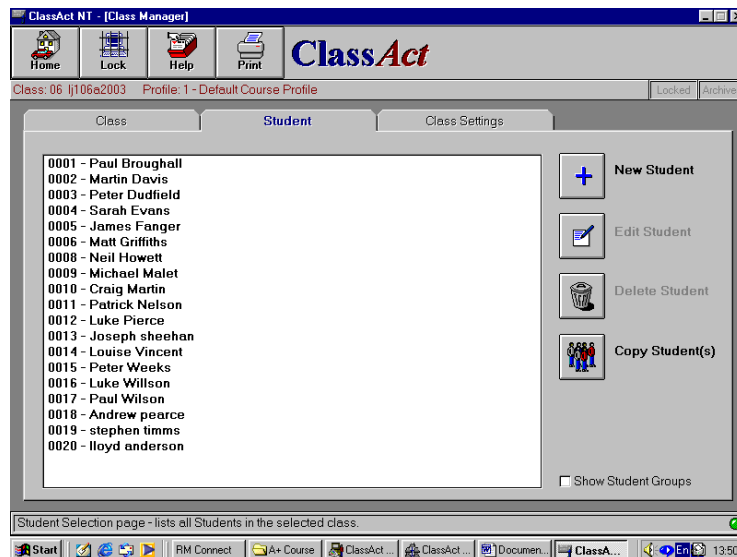 ClassAct NT - [Class Manager]
Home Lock Help Print ClassAct
Class: 06 lj106a2003 Profile: 1 - Default Course Profile Locked Archive
Class Student Class Settings
0001 - Paul Broughall
0002 - Martin Davis
0003 - Peter Dudfield
0004 - Sarah Evans
0005 - James Fanger
0006 - Matt Griffiths
0008 - Neil Howett
0009 - Michael Malet
0010 - Craig Martin
0011 - Patrick Nelson
0012 - Luke Pierce
0013 - Joseph sheehan
0014 - Louise Vincent
0015 - Peter Weeks
0016 - Luke Willson
0017 - Paul Wilson
0018 - Andrew pearce
0019 - stephen timms
0020 - lloyd anderson
New Student
Edit Student
Delete Student
Copy Student(s)
Show Student Groups
Student Selection page - lists all Students in the selected class.
Start RM Connect A+ Course ClassAct ... ClassAct ... Documen... ClassA... En 13:50